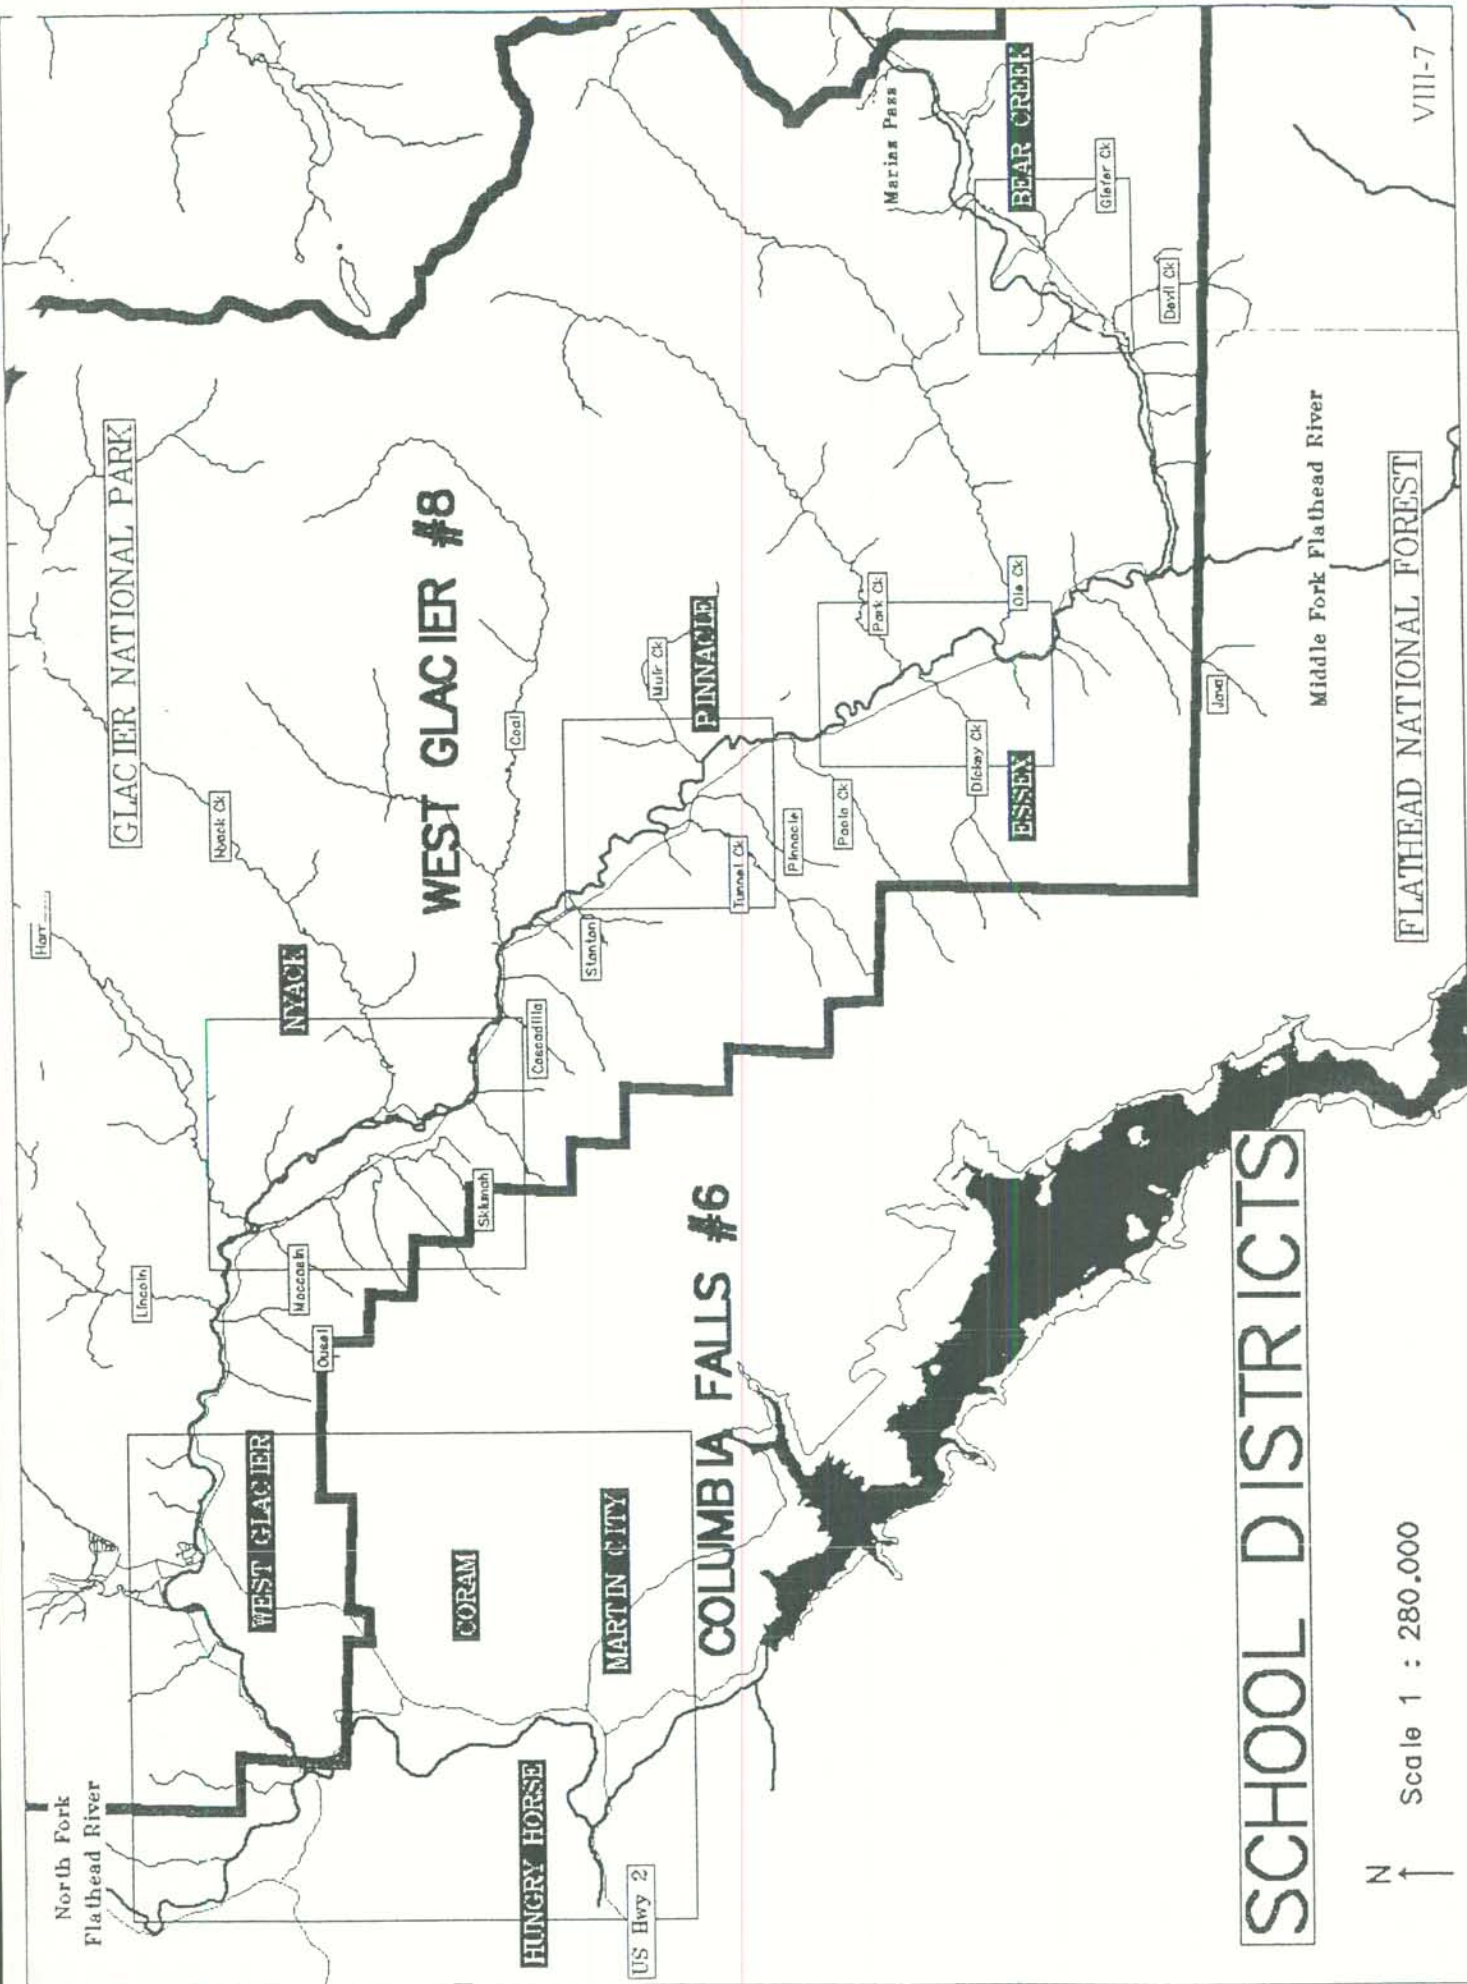 North Fork
Flathead River
GLACIER NATIONAL PARK
Harr
Lincoln
Nyack Ck
NYACK
Moccasin
Ousel
WEST GLACIER
WEST GLACIER #8
Coal
Skiumah
Cascadilla
Stanton
Muir Ck
PINNACLE
Tunnel Ck
Pinnacle
Paola Ck
Park Ck
Ole Ck
Dickey Ck
ESSEX
Java
Marias Pass
BEAR CREEK
Devil Ck
CORAM
MARTIN CITY
HUNGRY HORSE
US Hwy 2
COLUMBIA FALLS #6
Middle Fork Flathead River
FLATHEAD NATIONAL FOREST
SCHOOL DISTRICTS
N
Scale 1 : 280,000
VIII-7